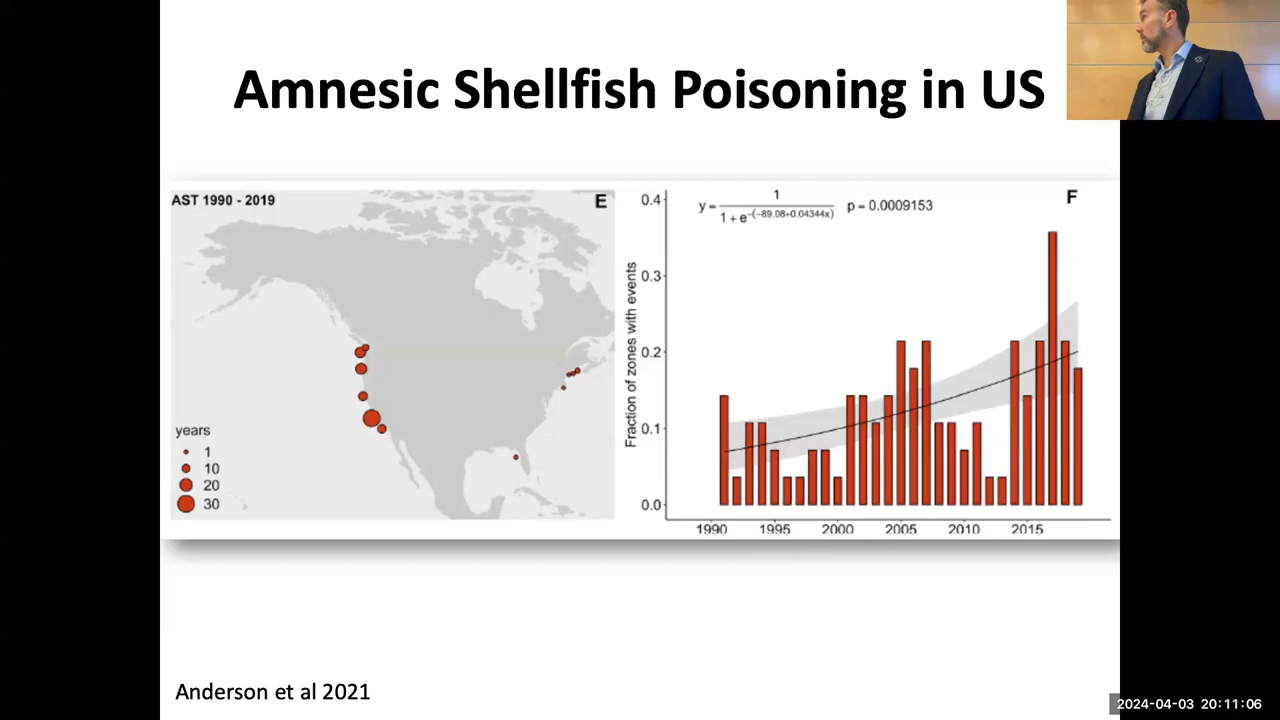 Amnesic Shellfish Poisoning in US
AST 1990 - 2019
E
years
1
10
20
30
F
y = 1 / 1 + e^-(-89.08+0.04344x) p = 0.0009153
Fraction of zones with events
0.4
0.3
0.2
0.1
0.0
1990 1995 2000 2005 2010 2015
Anderson et al 2021
2024-04-03 20:11:06